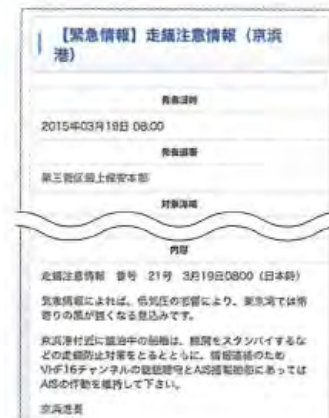 【緊急情報】走錨注意情報（京浜
港）
発表日時
2015年03月19日 08:00
発表管署
第三管区海上保安本部
対象海域
内容
走錨注意情報 番号 21号 3月19日0800（日本時）
気象情報によれば、低気圧の影響により、東京湾では南
寄りの風が強くなる見込みです。
京浜港付近に錨泊中の船舶は、機関をスタンバイするな
どの走錨防止対策をとるとともに、情報連絡のため
VHF16チャンネルの常時聴守とAIS搭載船舶にあっては
AISの作動を維持して下さい。
京浜港長